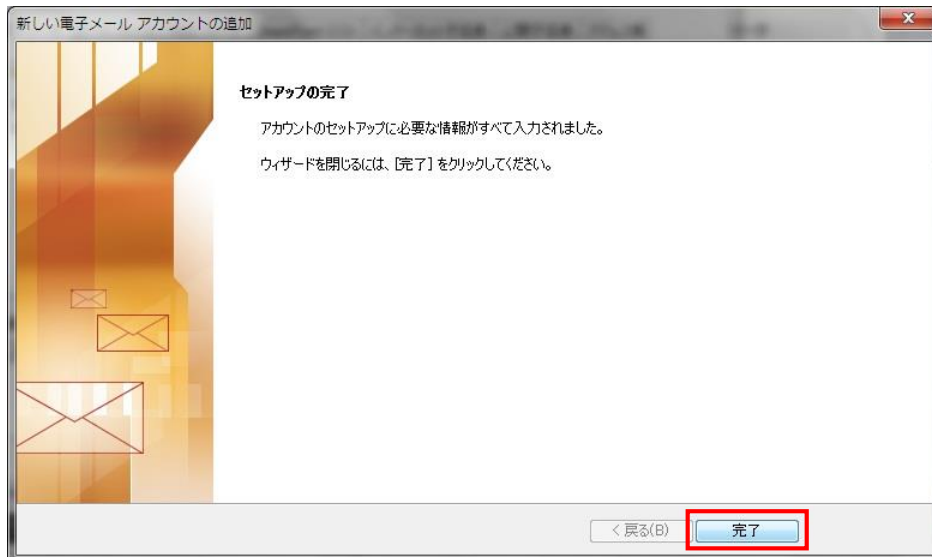 新しい電子メール アカウントの追加
セットアップの完了
アカウントのセットアップに必要な情報がすべて入力されました。
ウィザードを閉じるには、[完了] をクリックしてください。
< 戻る(B)
完了